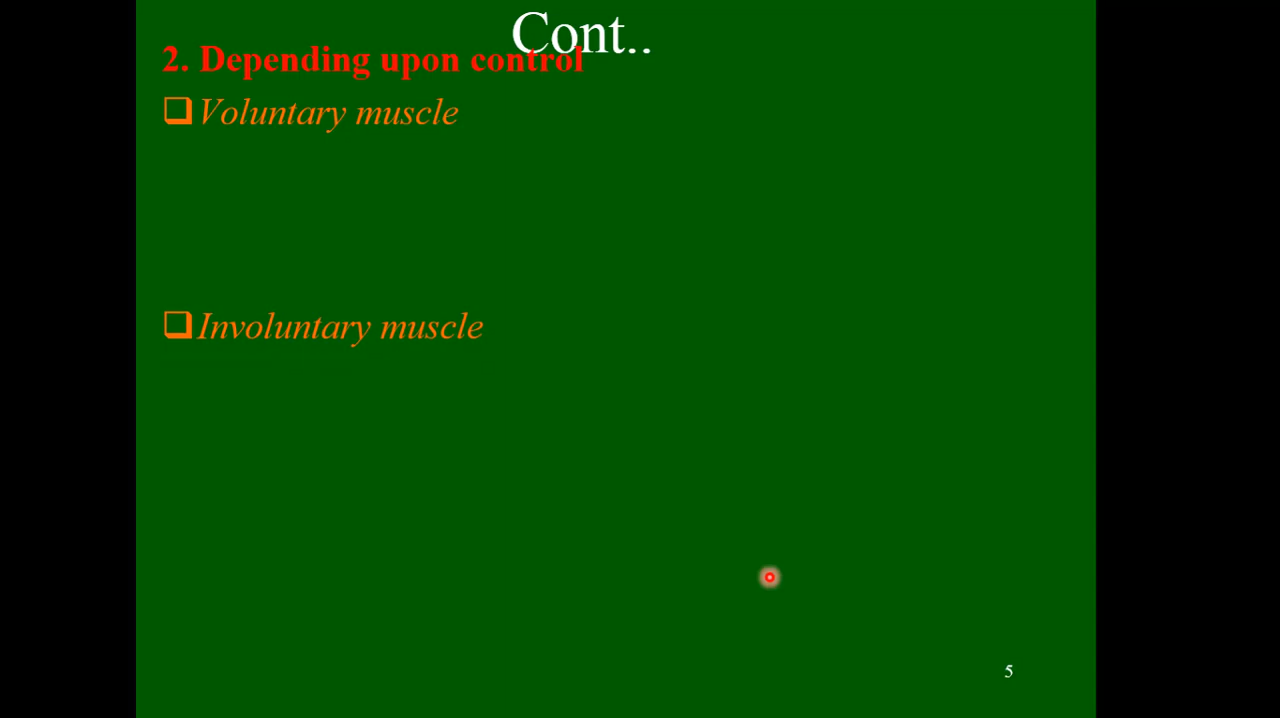 Cont..
2. Depending upon control
Voluntary muscle
Involuntary muscle
5